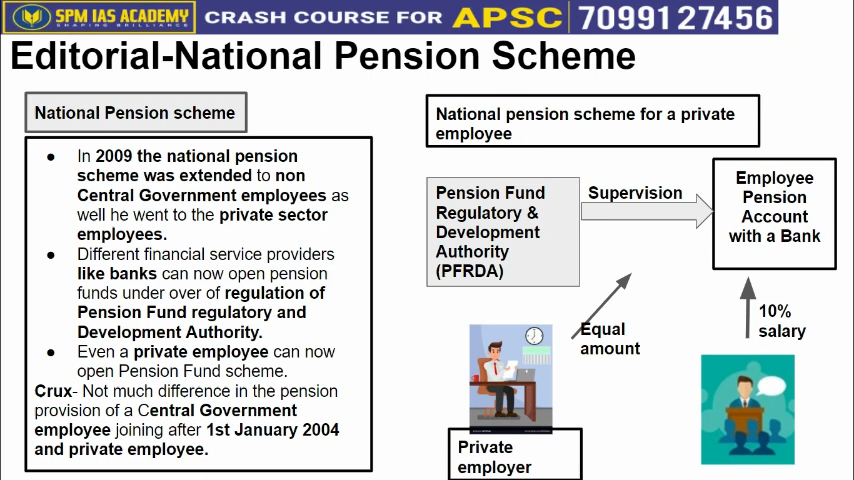 SPM IAS ACADEMY
SHAPING BRILLIANCE
CRASH COURSE FOR APSC 7099127456
Editorial-National Pension Scheme
National Pension scheme
● In 2009 the national pension
scheme was extended to non
Central Government employees as
well he went to the private sector
employees.
● Different financial service providers
like banks can now open pension
funds under over of regulation of
Pension Fund regulatory and
Development Authority.
● Even a private employee can now
open Pension Fund scheme.
Crux- Not much difference in the pension
provision of a Central Government
employee joining after 1st January 2004
and private employee.
National pension scheme for a private
employee
Pension Fund
Regulatory &
Development
Authority
(PFRDA)
Supervision
Employee
Pension
Account
with a Bank
Equal
amount
10%
salary
Private
employer